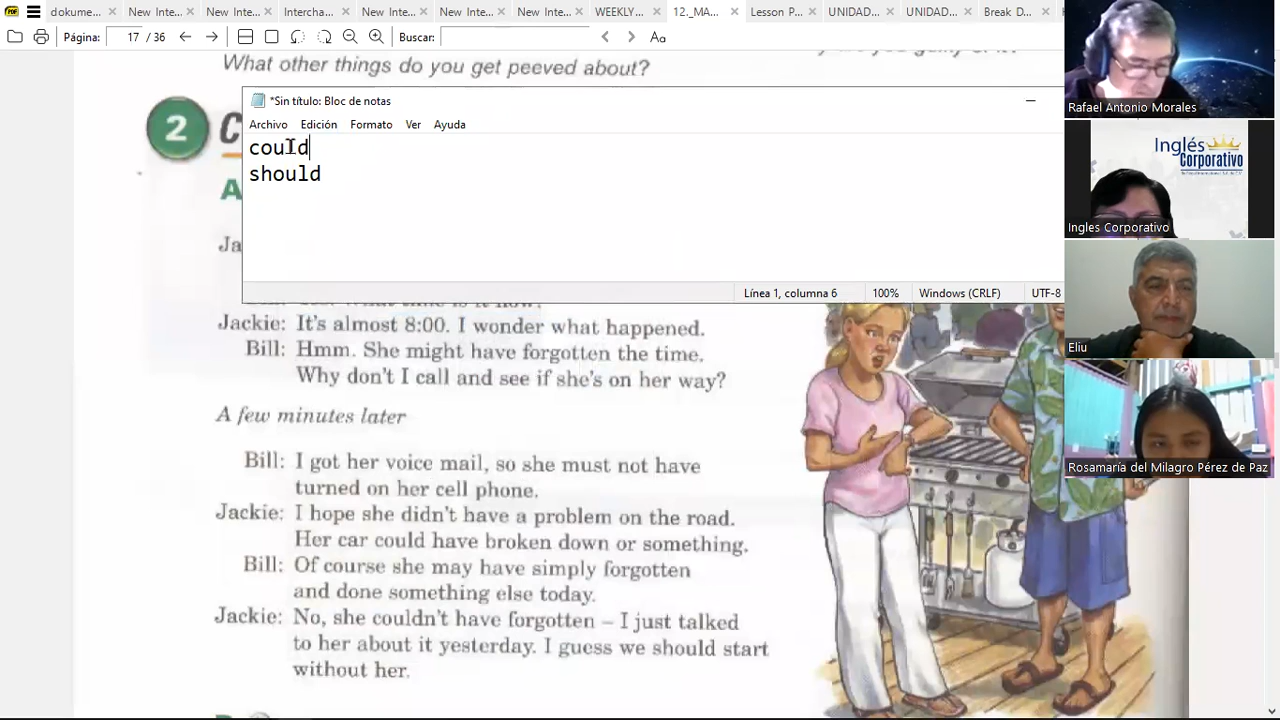 dokume...
New Inte...
New Inte...
Intercha...
New Inte...
New Inte...
New Inte...
WEEKLY...
12._MA...
Lesson P...
UNIDAD...
UNIDAD...
Break D...
Página: 17 / 36
Buscar:
Aa
What other things do you get peeved about?
*Sin título: Bloc de notas
Archivo Edición Formato Ver Ayuda
could
should
Línea 1, columna 6 100% Windows (CRLF) UTF-8
2 C
A
Ja
Jackie: It's almost 8:00. I wonder what happened.
Bill: Hmm. She might have forgotten the time.
Why don't I call and see if she's on her way?
A few minutes later
Bill: I got her voice mail, so she must not have
turned on her cell phone.
Jackie: I hope she didn't have a problem on the road.
Her car could have broken down or something.
Bill: Of course she may have simply forgotten
and done something else today.
Jackie: No, she couldn't have forgotten – I just talked
to her about it yesterday. I guess we should start
without her.
Rafael Antonio Morales
Inglés
Corporativo
Ingles Corporativo
Eliu
Rosamaría del Milagro Pérez de Paz